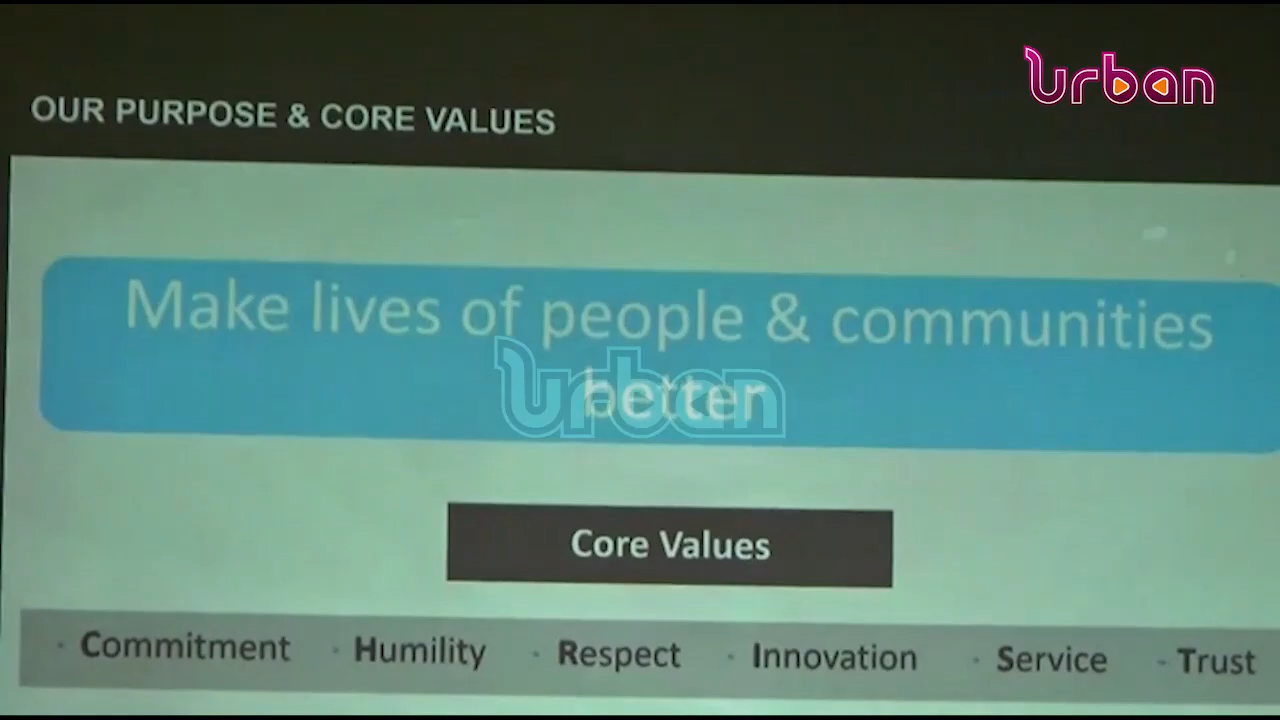 Urban
OUR PURPOSE & CORE VALUES
Make lives of people & communities
better
Urban
Core Values
· Commitment · Humility · Respect · Innovation · Service · Trust